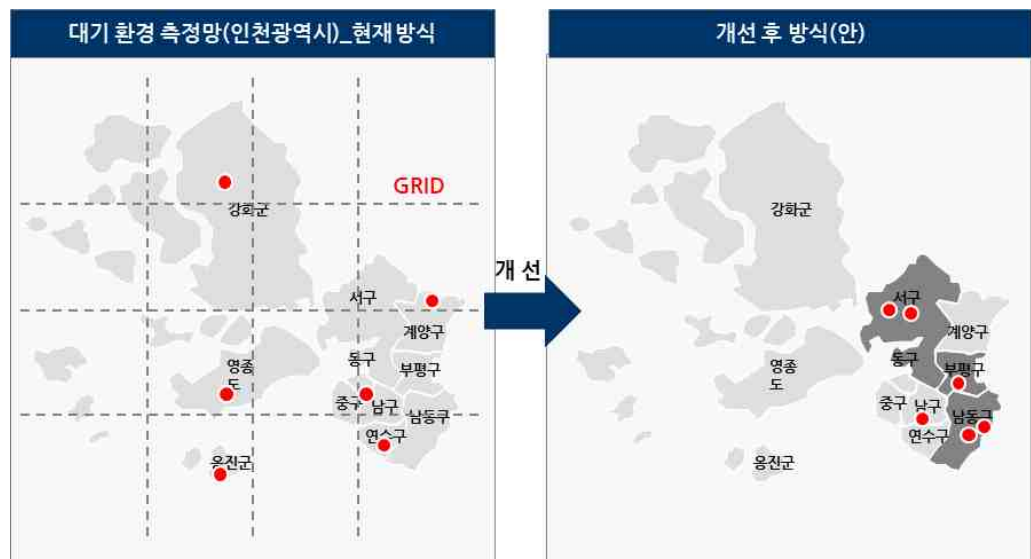 대기 환경 측정망(인천광역시)_현재 방식
GRID
강화군
서구
계양구
동구
영종
도
부평구
중구
남구
남동구
연수구
옹진군
개 선
개선 후 방식(안)
강화군
서구
계양구
동구
영종
도
부평구
중구
남구
남동구
연수구
옹진군